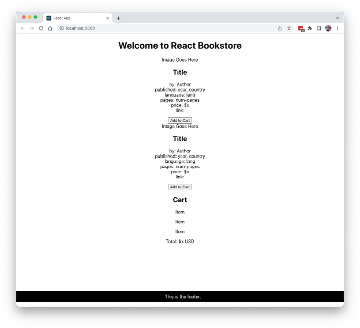 React App
localhost:3000
Welcome to React Bookstore
Image Goes Here
Title
by: Author
published: year, country
language: lang
pages: num-pages
price: $x
link:
Add to Cart
Image Goes Here
Title
by: Author
published: year, country
language: lang
pages: num-pages
price: $x
link:
Add to Cart
Cart
Item
Item
Item
Total: $x USD
This is the footer.